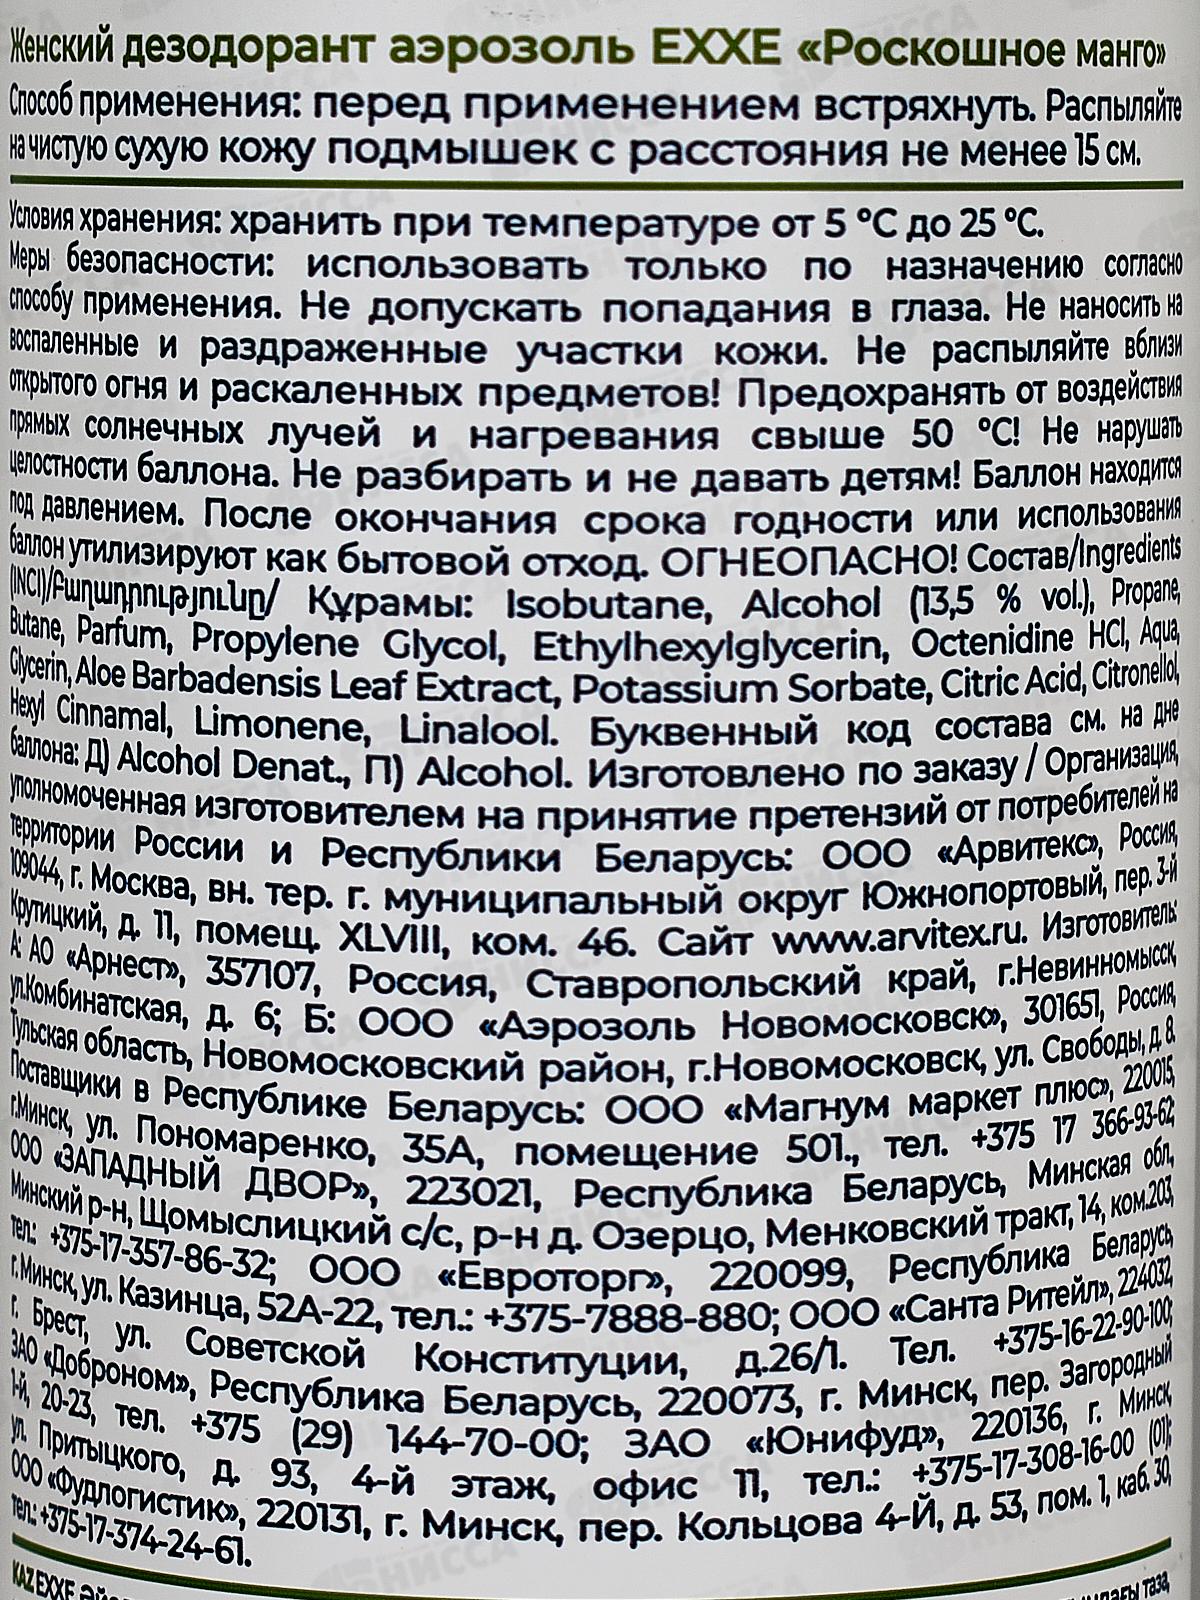 Женский дезодорант аэрозоль EXXE «Роскошное манго»
Способ применения: перед применением встряхнуть. Распыляйте
на чистую сухую кожу подмышек с расстояния не менее 15 см.
Условия хранения: хранить при температуре от 5 °С до 25 °С.
Меры безопасности: использовать только по назначению согласно
способу применения. Не допускать попадания в глаза. Не наносить на
воспаленные и раздраженные участки кожи. Не распыляйте вблизи
открытого огня и раскаленных предметов! Предохранять от воздействия
прямых солнечных лучей и нагревания свыше 50 °С! Не нарушать
целостности баллона. Не разбирать и не давать детям! Баллон находится
под давлением. После окончания срока годности или использования
баллон утилизируют как бытовой отход. ОГНЕОПАСНО! Состав/Ingredients
(INCI)/Բաղադրությունը/ Құрамы: Isobutane, Alcohol (13,5 % vol.), Propane,
Butane, Parfum, Propylene Glycol, Ethylhexylglycerin, Octenidine HCl, Aqua,
Glycerin, Aloe Barbadensis Leaf Extract, Potassium Sorbate, Citric Acid, Citronellol,
Hexyl Cinnamal, Limonene, Linalool. Буквенный код состава см. на дне
баллона: Д) Alcohol Denat., П) Alcohol. Изготовлено по заказу / Организация,
уполномоченная изготовителем на принятие претензий от потребителей на
территории России и Республики Беларусь: ООО «Арвитекс», Россия,
109044, г. Москва, вн. тер. г. муниципальный округ Южнопортовый, пер. 3-й
Крутицкий, д. 11, помещ. XLVIII, ком. 46. Сайт www.arvitex.ru. Изготовитель:
А: АО «Арнест», 357107, Россия, Ставропольский край, г.Невинномысск,
ул.Комбинатская, д. 6; Б: ООО «Аэрозоль Новомосковск», 301651, Россия,
Тульская область, Новомосковский район, г.Новомосковск, ул. Свободы, д. 8.
Поставщики в Республике Беларусь: ООО «Магнум маркет плюс», 220015,
г.Минск, ул. Пономаренко, 35А, помещение 501., тел. +375 17 366-93-62;
ООО «ЗАПАДНЫЙ ДВОР», 223021, Республика Беларусь, Минская обл.,
Минский р-н, Щомыслицкий с/с, р-н д. Озерцо, Менковский тракт, 14, ком.203,
тел.: +375-17-357-86-32; ООО «Евроторг», 220099, Республика Беларусь,
г.Минск, ул. Казинца, 52А-22, тел.: +375-7888-880; ООО «Санта Ритейл», 224032,
г. Брест, ул. Советской Конституции, д.26/1. Тел. +375-16-22-90-100;
ЗАО «Доброном», Республика Беларусь, 220073, г. Минск, пер. Загородный
1-й, 20-23, тел. +375 (29) 144-70-00; ЗАО «Юнифуд», 220136, г. Минск,
ул. Притыцкого, д. 93, 4-й этаж, офис 11, тел.: +375-17-308-16-00 (01);
ООО «Фудлогистик», 220131, г. Минск, пер. Кольцова 4-Й, д. 53, пом. 1, каб. 30,
тел.: +375-17-374-24-61.
KAZ EXXE
таза,